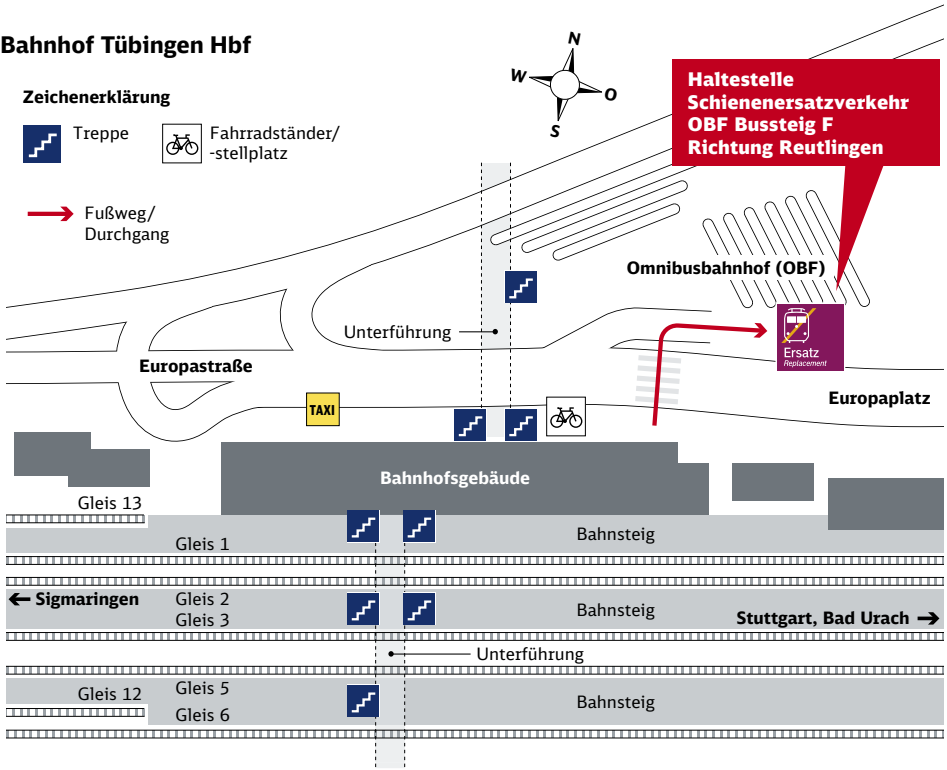 Bahnhof Tübingen Hbf
Zeichenerklärung
Treppe
Fahrradständer/
-stellplatz
Fußweg/
Durchgang
N
W
O
S
Haltestelle
Schienenersatzverkehr
OBF Bussteig F
Richtung Reutlingen
Omnibusbahnhof (OBF)
Unterführung
Ersatz
Replacement
Europastraße
Europaplatz
TAXI
Bahnhofsgebäude
Gleis 13
Gleis 1
Bahnsteig
← Sigmaringen
Gleis 2
Gleis 3
Bahnsteig
Stuttgart, Bad Urach →
Unterführung
Gleis 12
Gleis 5
Gleis 6
Bahnsteig